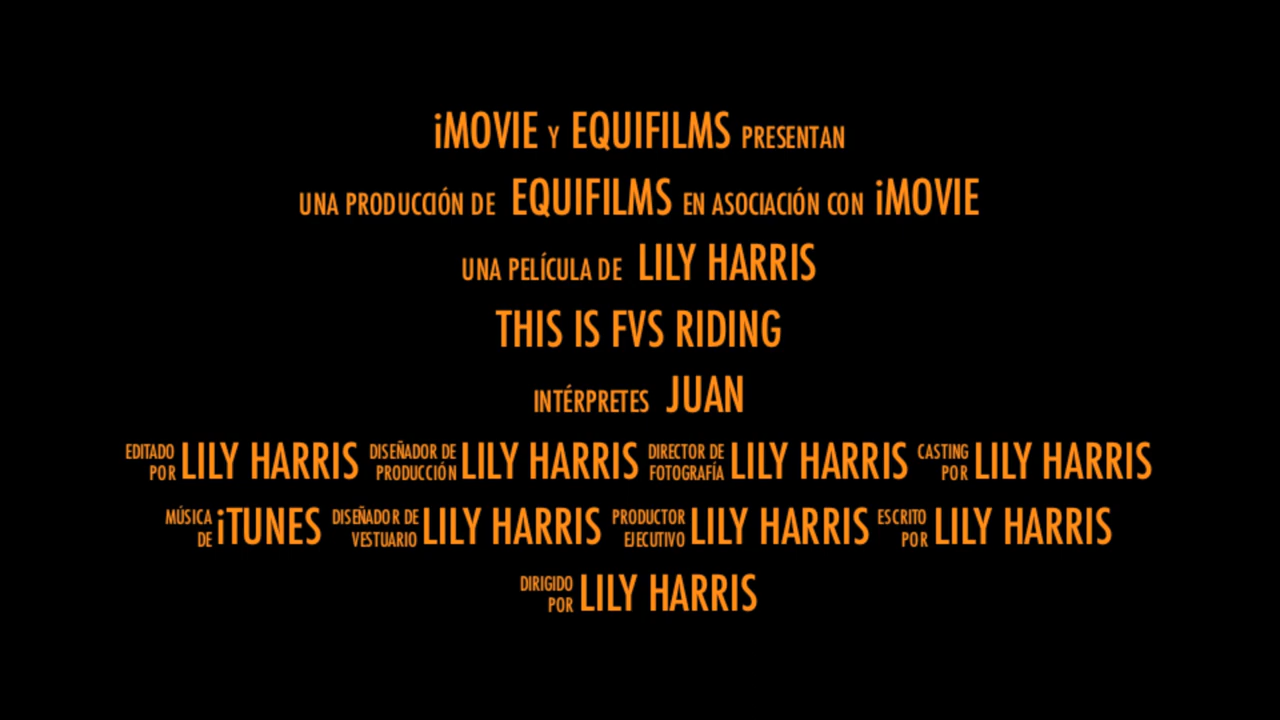 iMOVIE Y EQUIFILMS PRESENTAN
UNA PRODUCCIÓN DE EQUIFILMS EN ASOCIACIÓN CON iMOVIE
UNA PELÍCULA DE LILY HARRIS
THIS IS FVS RIDING
INTÉRPRETES JUAN
EDITADO POR LILY HARRIS DISEÑADOR DE PRODUCCIÓN LILY HARRIS DIRECTOR DE FOTOGRAFÍA LILY HARRIS CASTING POR LILY HARRIS
MÚSICA DE iTUNES DISEÑADOR DE VESTUARIO LILY HARRIS PRODUCTOR EJECUTIVO LILY HARRIS ESCRITO POR LILY HARRIS
DIRIGIDO POR LILY HARRIS